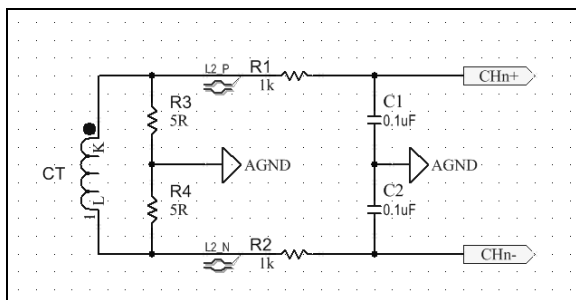 L2_P
R1
1k
CHn+
R3
5R
C1
0.1uF
K
CT
AGND
AGND
L
1
R4
5R
C2
0.1uF
L2_N
R2
1k
CHn-